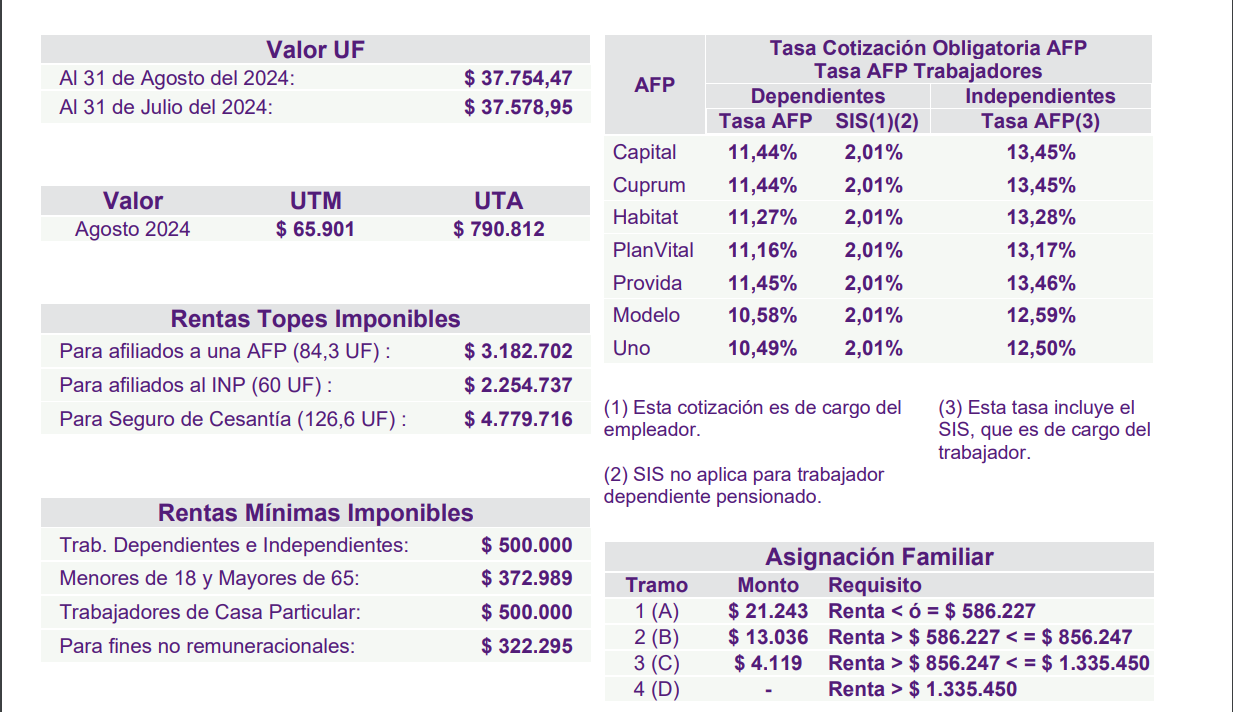 Valor UF
Al 31 de Agosto del 2024: $ 37.754,47
Al 31 de Julio del 2024: $ 37.578,95
Valor UTM UTA
Agosto 2024 $ 65.901 $ 790.812
Rentas Topes Imponibles
Para afiliados a una AFP (84,3 UF) : $ 3.182.702
Para afiliados al INP (60 UF) : $ 2.254.737
Para Seguro de Cesantía (126,6 UF) : $ 4.779.716
Rentas Mínimas Imponibles
Trab. Dependientes e Independientes: $ 500.000
Menores de 18 y Mayores de 65: $ 372.989
Trabajadores de Casa Particular: $ 500.000
Para fines no remuneracionales: $ 322.295
AFP
Tasa Cotización Obligatoria AFP
Tasa AFP Trabajadores
Dependientes Independientes
Tasa AFP SIS(1)(2) Tasa AFP(3)
Capital 11,44% 2,01% 13,45%
Cuprum 11,44% 2,01% 13,45%
Habitat 11,27% 2,01% 13,28%
PlanVital 11,16% 2,01% 13,17%
Provida 11,45% 2,01% 13,46%
Modelo 10,58% 2,01% 12,59%
Uno 10,49% 2,01% 12,50%
(1) Esta cotización es de cargo del
empleador.
(2) SIS no aplica para trabajador
dependiente pensionado.
(3) Esta tasa incluye el
SIS, que es de cargo del
trabajador.
Asignación Familiar
Tramo Monto Requisito
1 (A) $ 21.243 Renta < ó = $ 586.227
2 (B) $ 13.036 Renta > $ 586.227 < = $ 856.247
3 (C) $ 4.119 Renta > $ 856.247 < = $ 1.335.450
4 (D) - Renta > $ 1.335.450